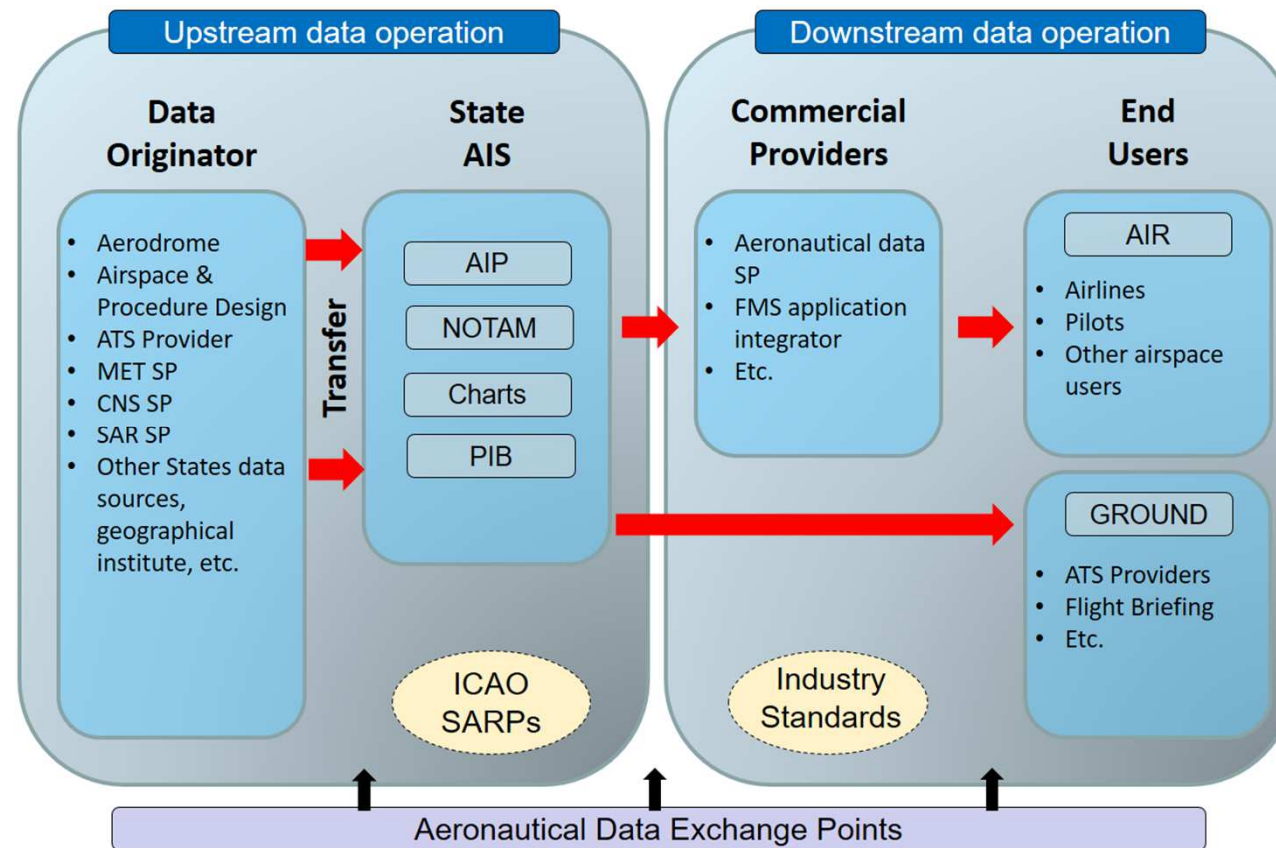 Upstream data operation
Data
Originator
• Aerodrome
• Airspace &
Procedure Design
• ATS Provider
• MET SP
• CNS SP
• SAR SP
• Other States data
sources,
geographical
institute, etc.
Transfer
State
AIS
AIP
NOTAM
Charts
PIB
ICAO
SARPs
Downstream data operation
Commercial
Providers
• Aeronautical data
SP
• FMS application
integrator
• Etc.
Industry
Standards
End
Users
AIR
• Airlines
• Pilots
• Other airspace
users
GROUND
• ATS Providers
• Flight Briefing
• Etc.
Aeronautical Data Exchange Points